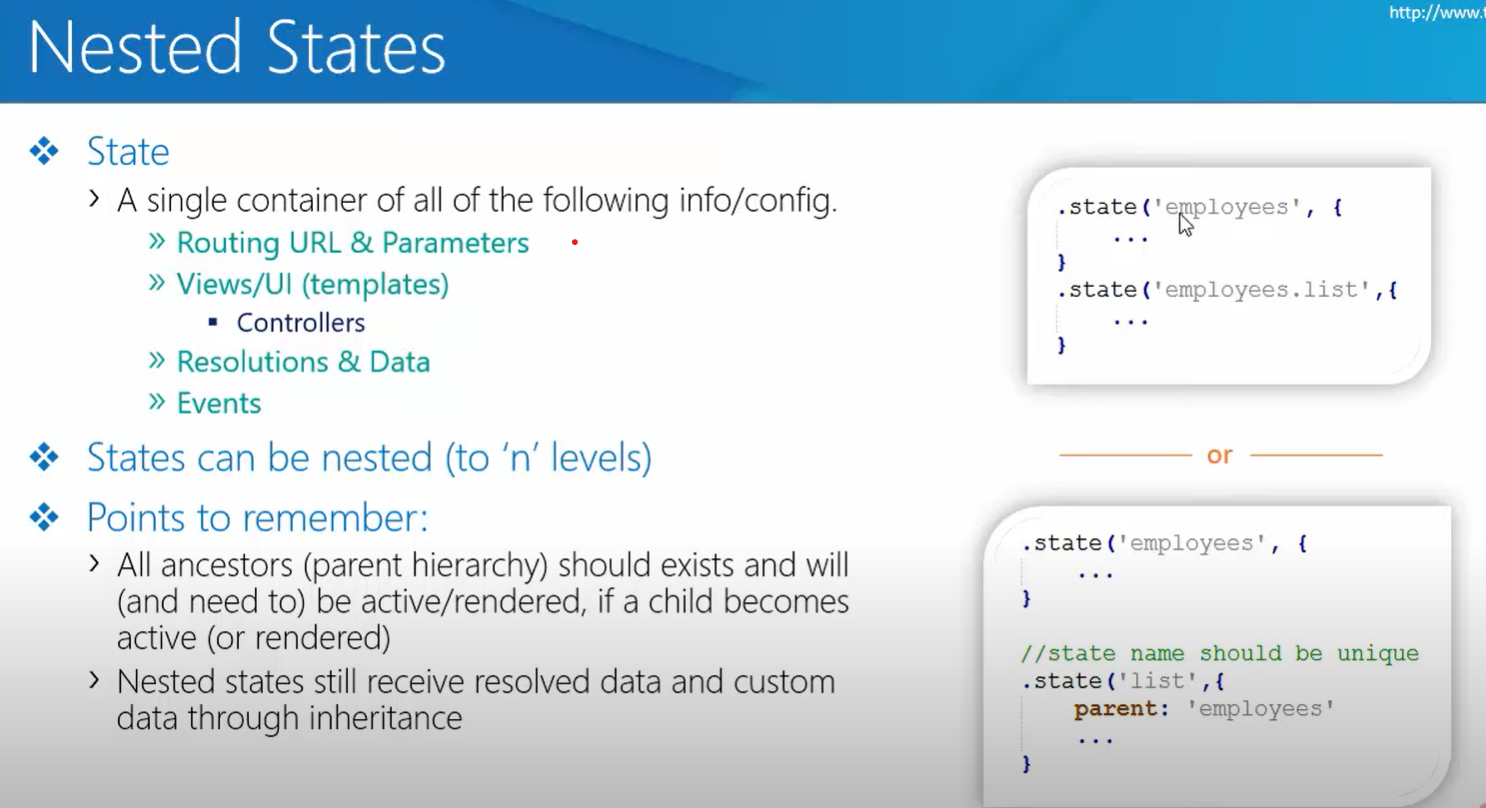 http://www.
Nested States
State
A single container of all of the following info/config.
Routing URL & Parameters
Views/UI (templates)
Controllers
Resolutions & Data
Events
States can be nested (to ‘n’ levels)
Points to remember:
All ancestors (parent hierarchy) should exists and will
(and need to) be active/rendered, if a child becomes
active (or rendered)
Nested states still receive resolved data and custom
data through inheritance
.state('employees', {
...
}
.state('employees.list',{
...
}
or
.state('employees', {
...
}
//state name should be unique
.state('list',{
parent: 'employees'
...
}